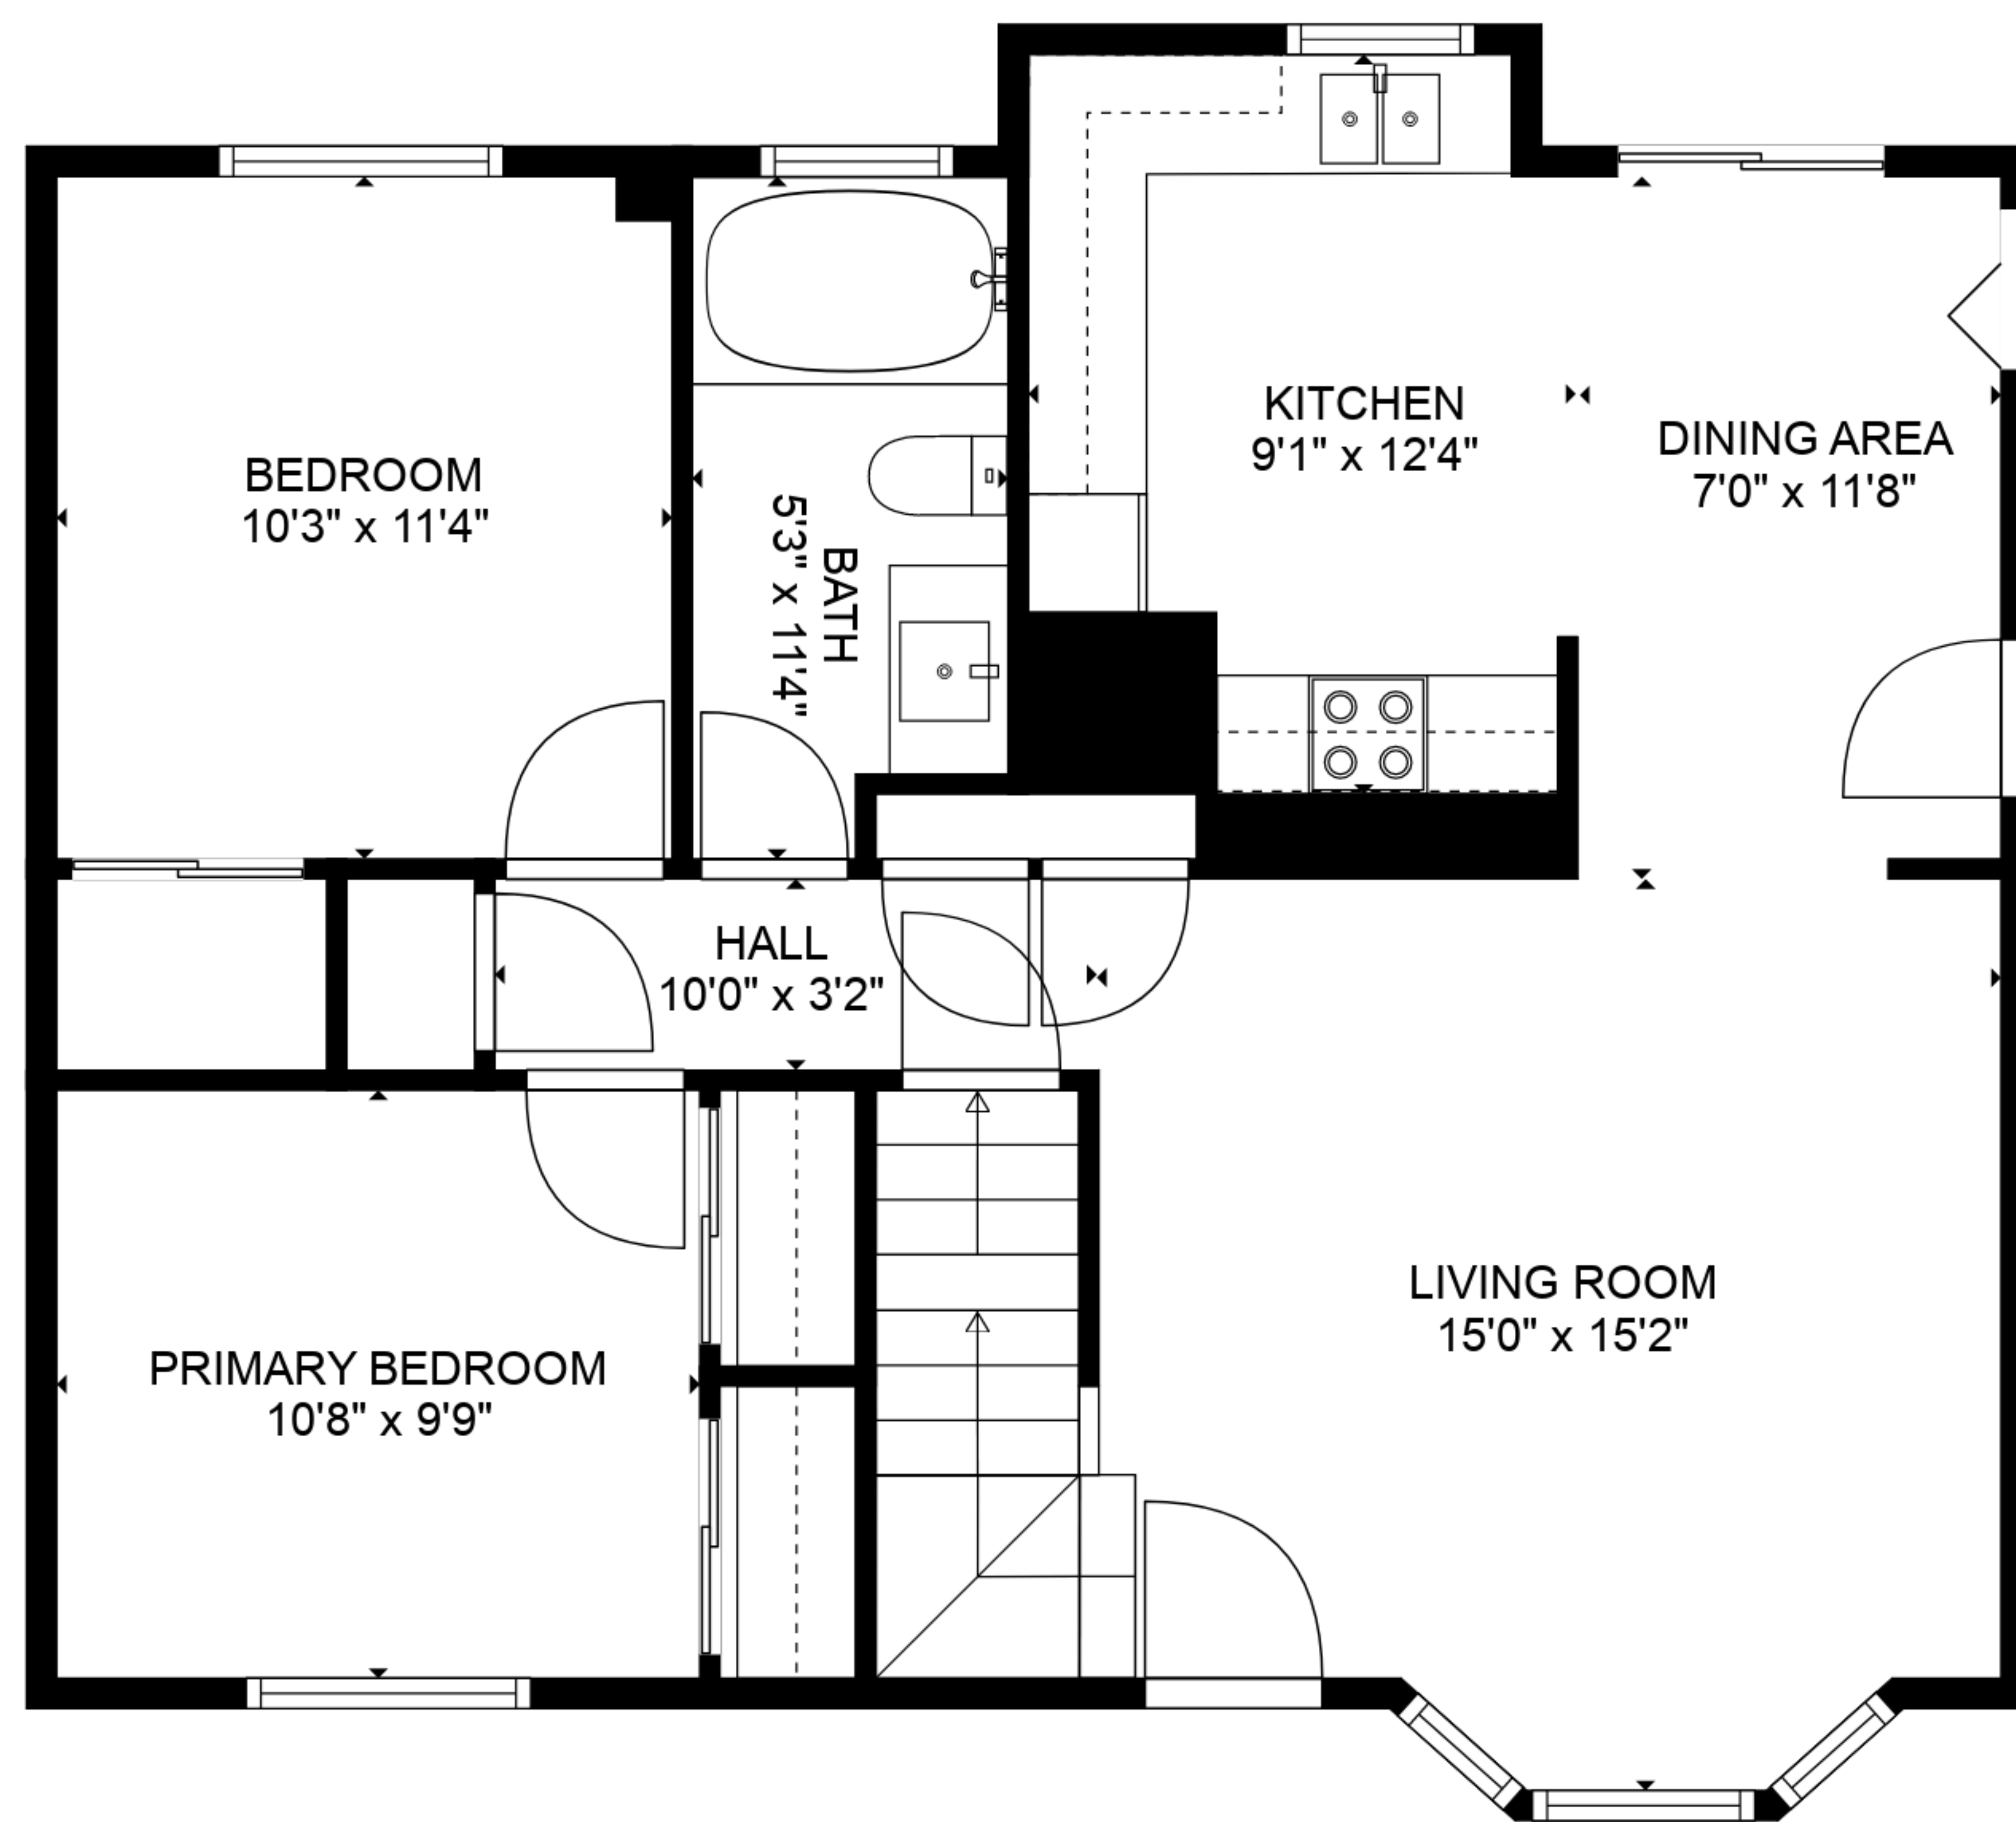 KITCHEN
9'1" x 12'4"
DINING AREA
7'0" x 11'8"
BEDROOM
10'3" x 11'4"
BATH
5'3" x 11'4"
HALL
10'0" x 3'2"
LIVING ROOM
15'0" x 15'2"
PRIMARY BEDROOM
10'8" x 9'9"